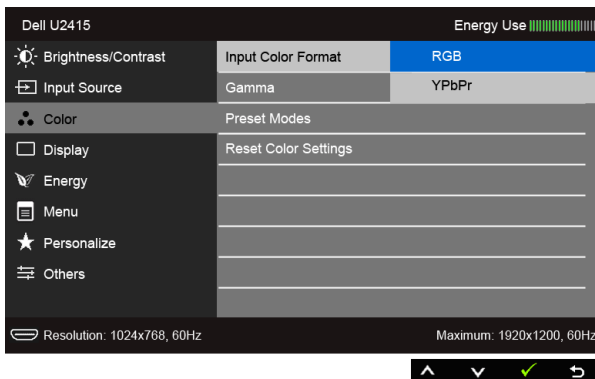 Dell U2415 Energy Use
Brightness/Contrast Input Color Format RGB
Input Source Gamma YPbPr
Color Preset Modes
Display Reset Color Settings
Energy
Menu
Personalize
Others
Resolution: 1024x768, 60Hz Maximum: 1920x1200, 60Hz